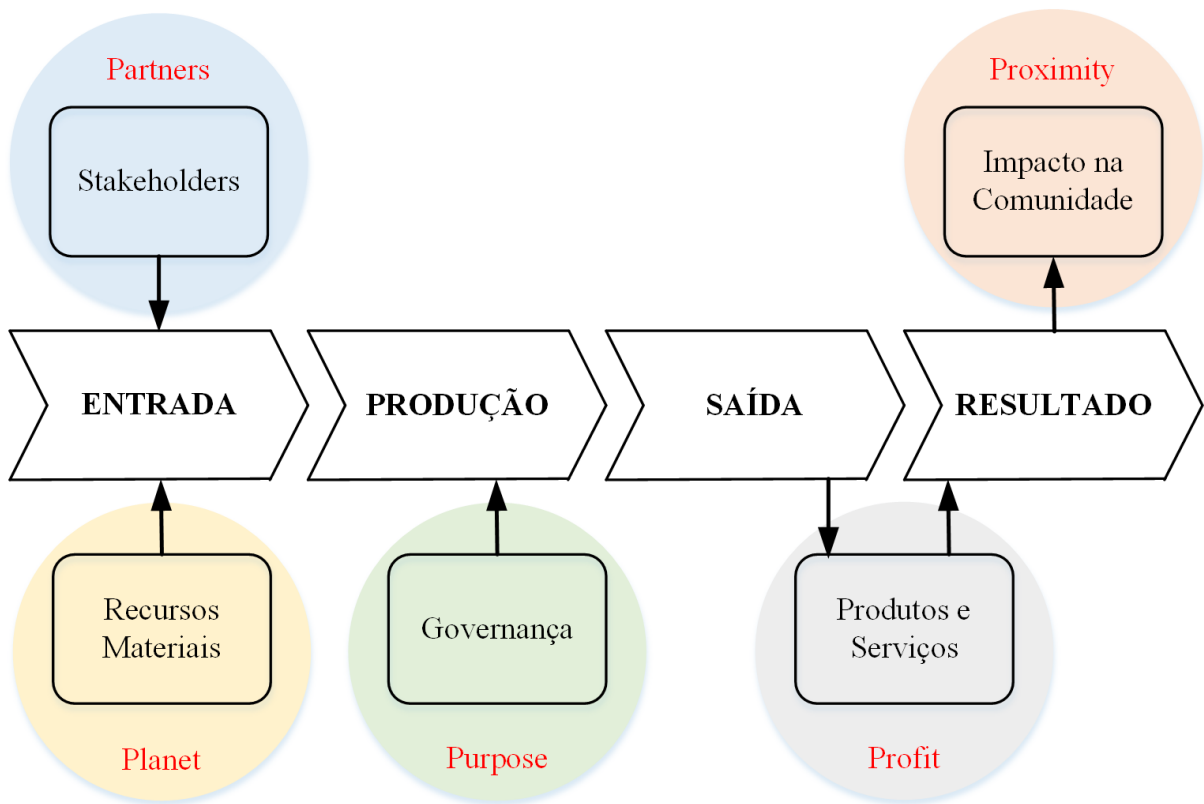 Partners
Stakeholders
Proximity
Impacto na
Comunidade
ENTRADA
PRODUÇÃO
SAÍDA
RESULTADO
Recursos
Materiais
Planet
Governança
Purpose
Produtos e
Serviços
Profit